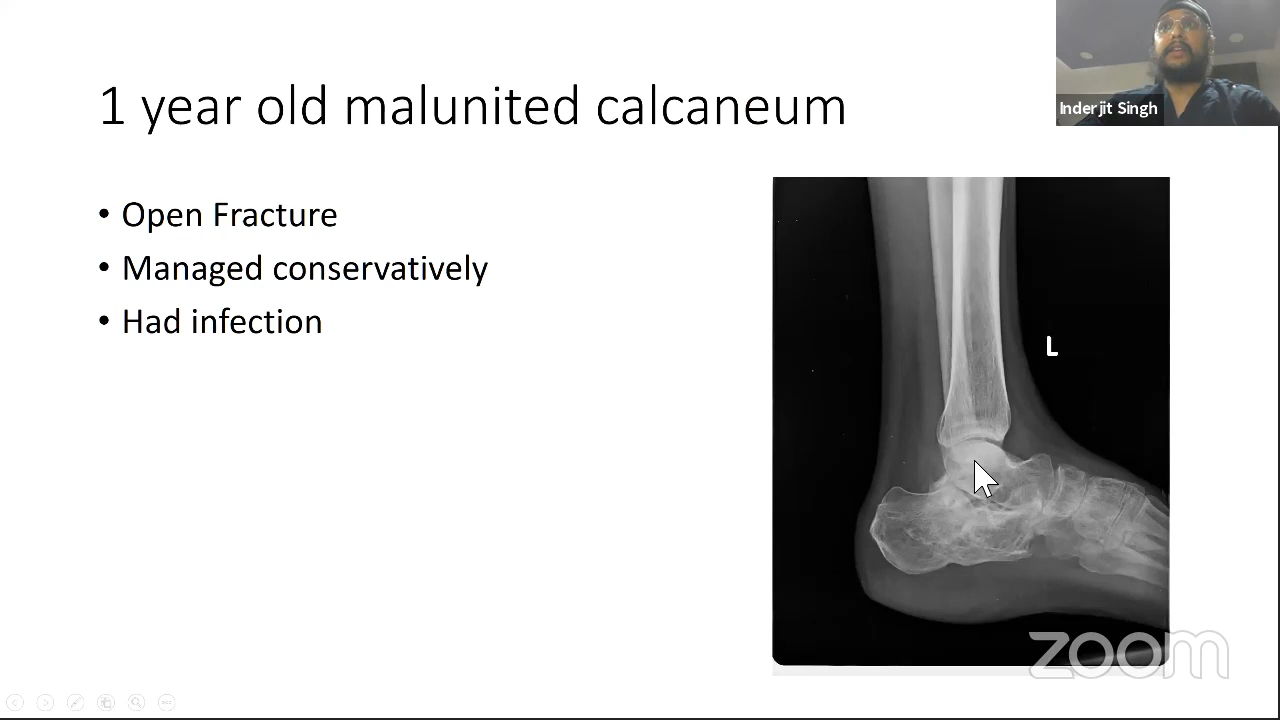 1 year old malunited calcaneum
Inderjit Singh
• Open Fracture
• Managed conservatively
• Had infection
L
zoom